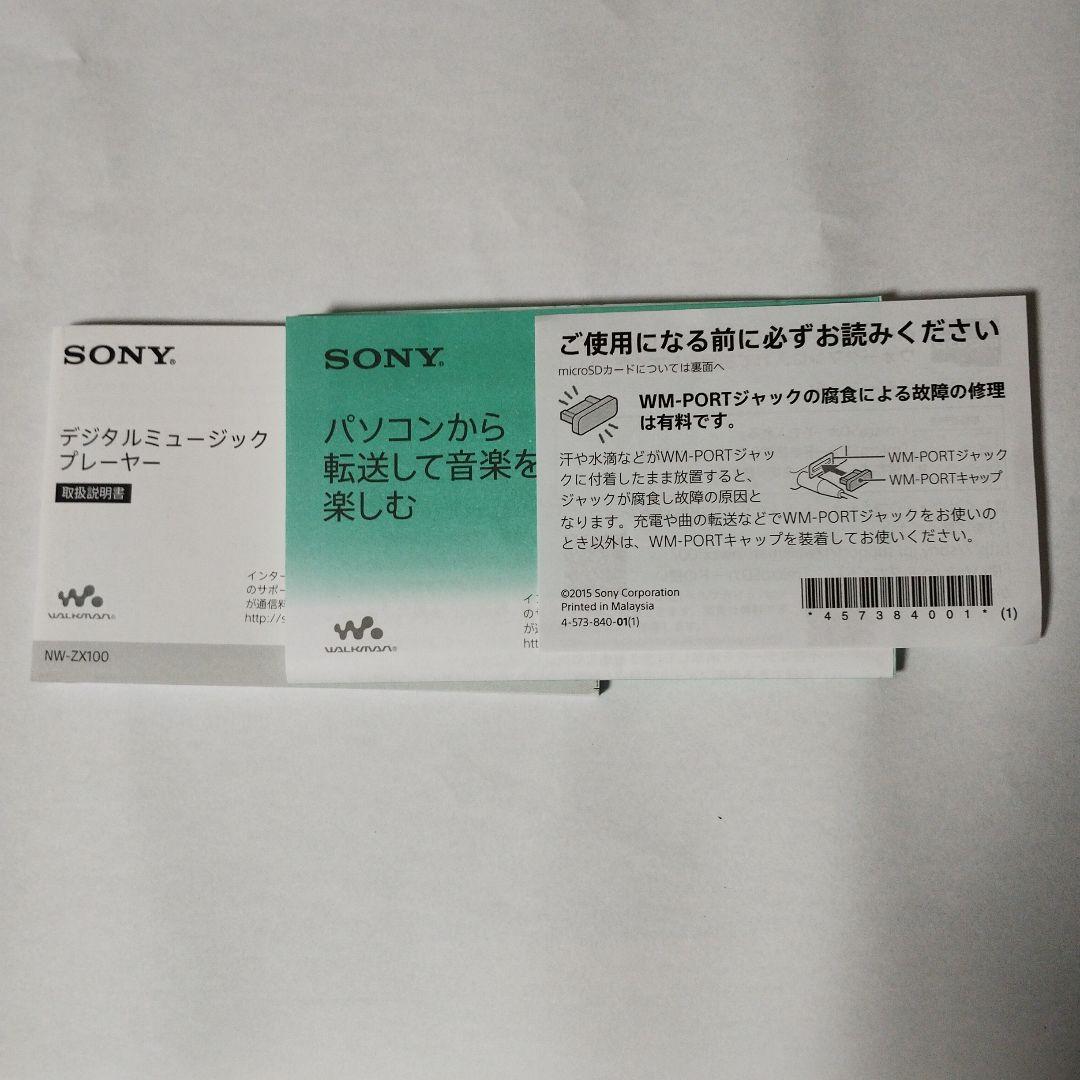 SONY®
デジタルミュージック
プレーヤー
取扱説明書
インター
のサポー
が通信料
http://s
WALKMAN®
NW-ZX100
SONY®
パソコンから
転送して音楽を
楽しむ
WALKMAN®
イン
のサ
が通
htt
ご使用になる前に必ずお読みください
microSDカードについては裏面へ
WM-PORTジャックの腐食による故障の修理
は有料です。
汗や水滴などがWM-PORTジャッ
クに付着したまま放置すると、
ジャックが腐食し故障の原因と
なります。充電や曲の転送などでWM-PORTジャックをお使いの
とき以外は、WM-PORTキャップを装着してお使いください。
WM-PORTジャック
WM-PORTキャップ
©2015 Sony Corporation
Printed in Malaysia
4-573-840-01(1)
*457384001* (1)